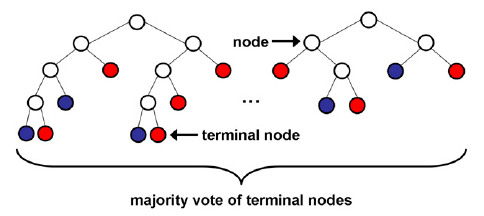 node
...
terminal node
majority vote of terminal nodes